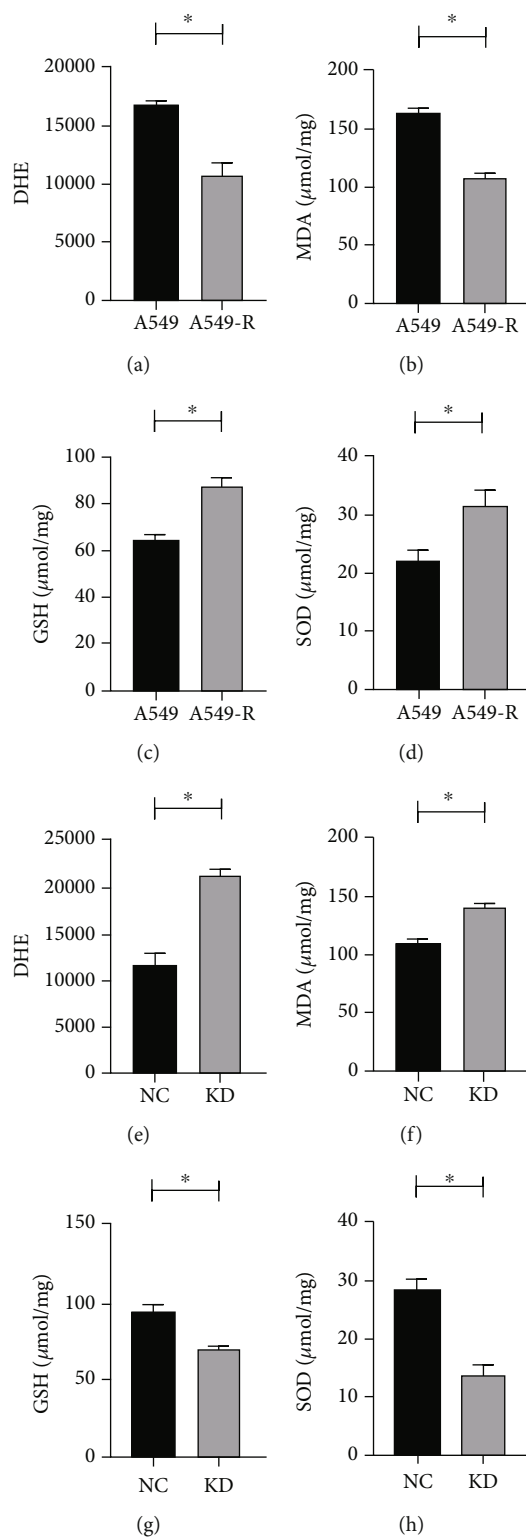 *
20000
15000
10000
5000
0
DHE
A549 A549-R
(a)
*
200
150
100
50
0
MDA (μmol/mg)
A549 A549-R
(b)
*
100
80
60
40
20
0
GSH (μmol/mg)
A549 A549-R
(c)
*
40
30
20
10
0
SOD (μmol/mg)
A549 A549-R
(d)
*
25000
20000
15000
10000
5000
0
DHE
NC KD
(e)
*
200
150
100
50
0
MDA (μmol/mg)
NC KD
(f)
*
150
100
50
0
GSH (μmol/mg)
NC KD
(g)
*
40
30
20
10
0
SOD (μmol/mg)
NC KD
(h)